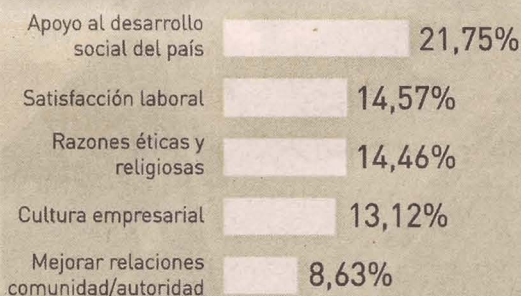 Apoyo al desarrollo
social del país
21,75%
Satisfacción laboral
14,57%
Razones éticas y
religiosas
14,46%
Cultura empresarial
13,12%
Mejorar relaciones
comunidad/autoridad
8,63%